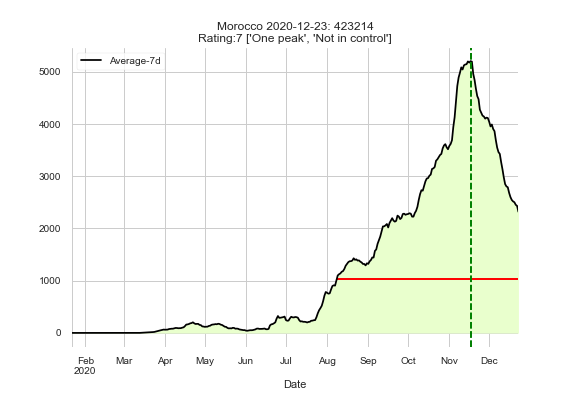 Morocco 2020-12-23: 423214
Rating:7 ['One peak', 'Not in control']
Average-7d
5000
4000
3000
2000
1000
0
Feb Mar Apr May Jun Jul Aug Sep Oct Nov Dec
2020
Date